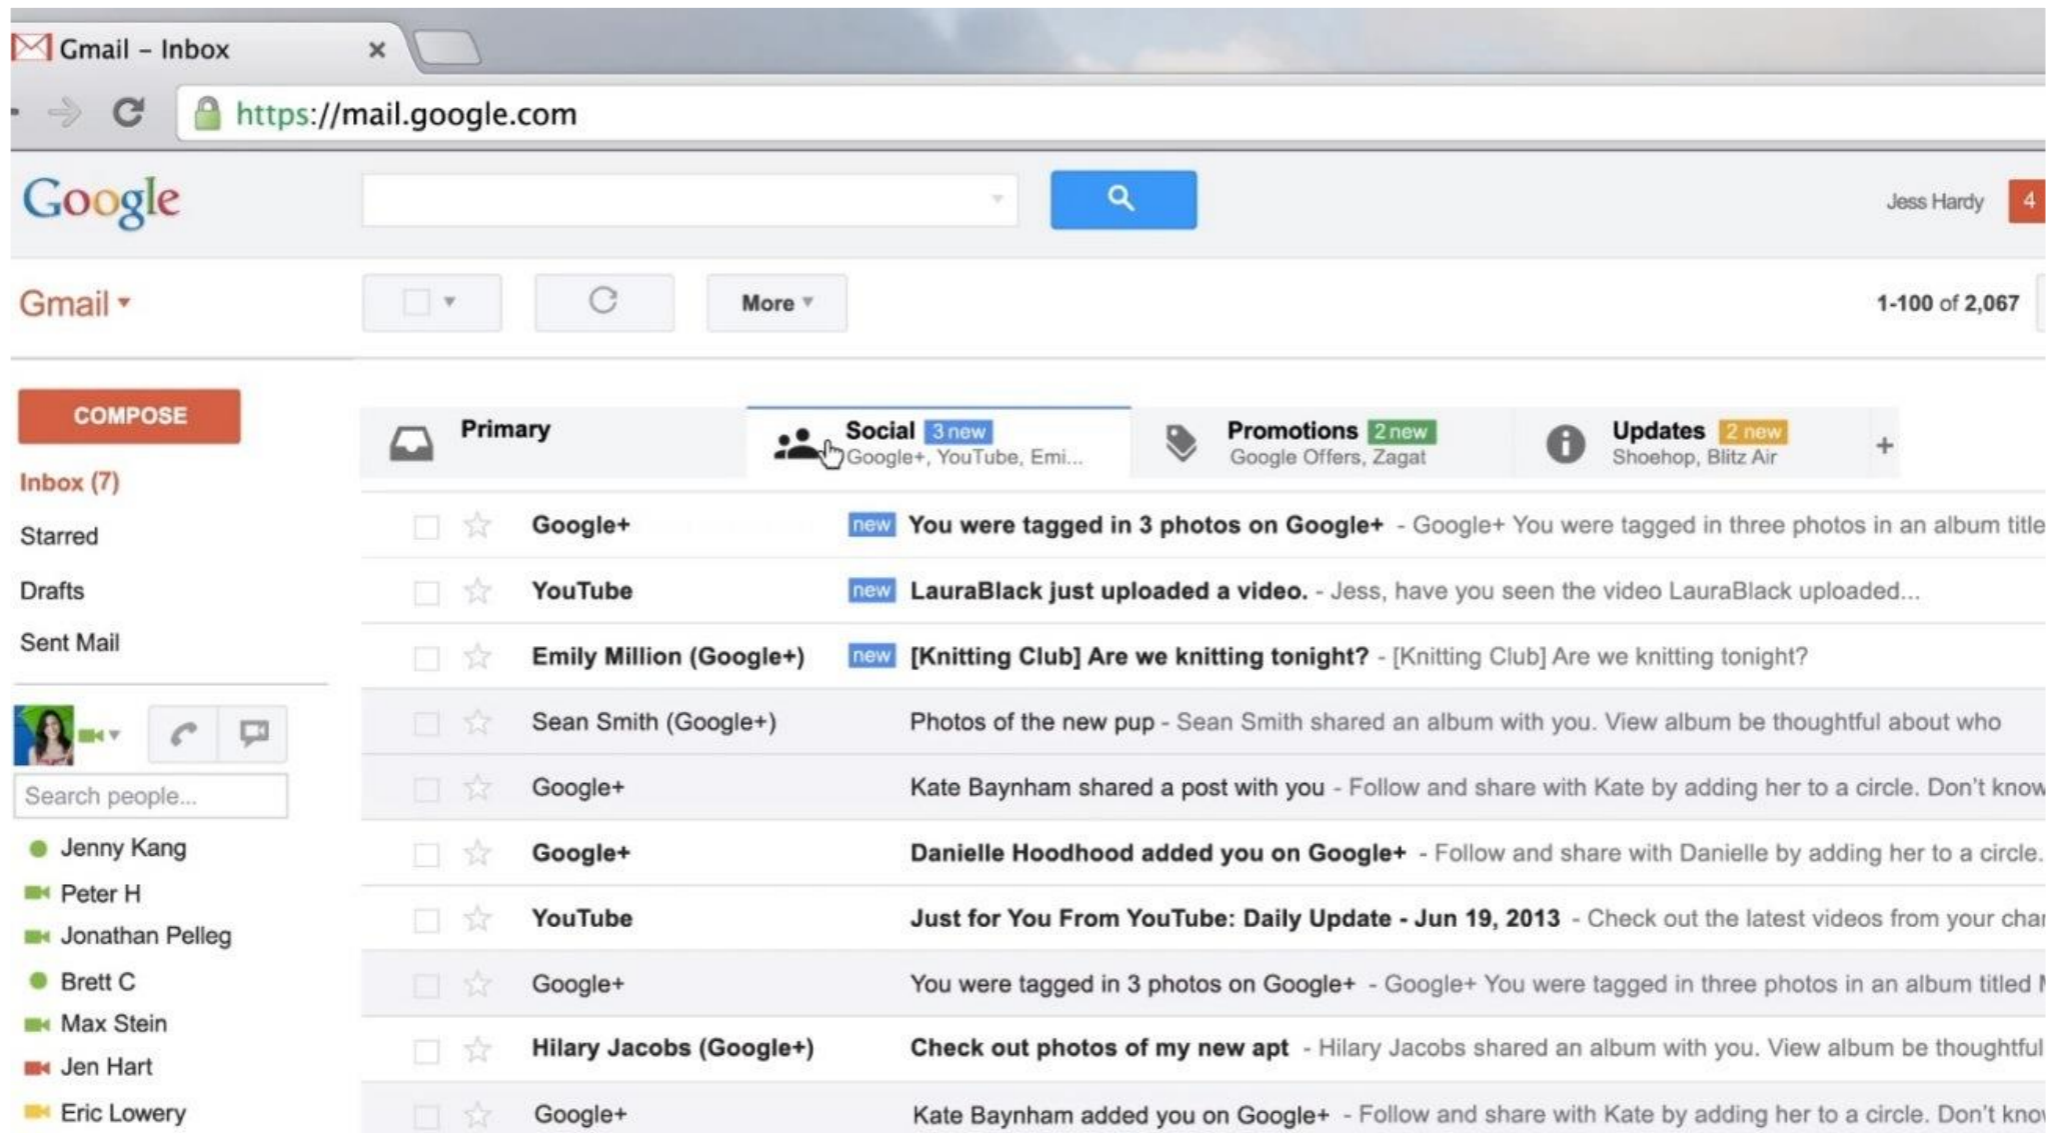 Gmail – Inbox
https://mail.google.com
Google
Jess Hardy 4
Gmail
More
1-100 of 2,067
COMPOSE
Inbox (7)
Starred
Drafts
Sent Mail
Search people...
Jenny Kang
Peter H
Jonathan Pelleg
Brett C
Max Stein
Jen Hart
Eric Lowery
Primary
Social 3 new
Google+, YouTube, Emi...
Promotions 2 new
Google Offers, Zagat
Updates 2 new
Shoehop, Blitz Air
+
Google+ new You were tagged in 3 photos on Google+ - Google+ You were tagged in three photos in an album title
YouTube new LauraBlack just uploaded a video. - Jess, have you seen the video LauraBlack uploaded...
Emily Million (Google+) new [Knitting Club] Are we knitting tonight? - [Knitting Club] Are we knitting tonight?
Sean Smith (Google+) Photos of the new pup - Sean Smith shared an album with you. View album be thoughtful about who
Google+ Kate Baynham shared a post with you - Follow and share with Kate by adding her to a circle. Don't know
Google+ Danielle Hoodhood added you on Google+ - Follow and share with Danielle by adding her to a circle.
YouTube Just for You From YouTube: Daily Update - Jun 19, 2013 - Check out the latest videos from your
Google+ You were tagged in 3 photos on Google+ - Google+ You were tagged in three photos in an album titled
Hilary Jacobs (Google+) Check out photos of my new apt - Hilary Jacobs shared an album with you. View album be thoughtful
Google+ Kate Baynham added you on Google+ - Follow and share with Kate by adding her to a circle. Don't